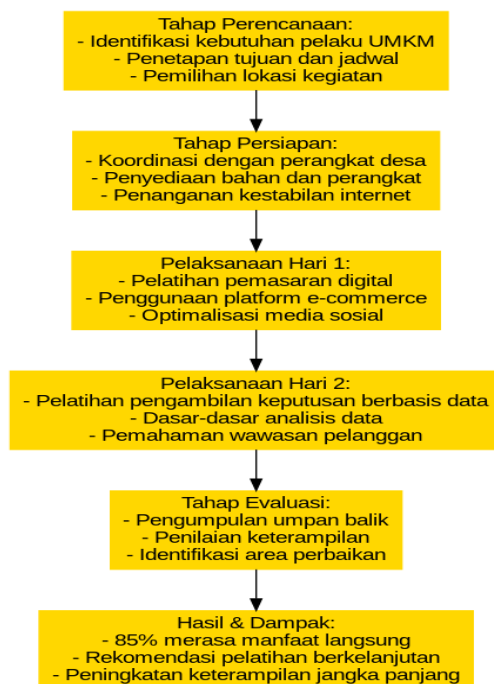 Tahap Perencanaan:
- Identifikasi kebutuhan pelaku UMKM
- Penetapan tujuan dan jadwal
- Pemilihan lokasi kegiatan
Tahap Persiapan:
- Koordinasi dengan perangkat desa
- Penyediaan bahan dan perangkat
- Penanganan kestabilan internet
Pelaksanaan Hari 1:
- Pelatihan pemasaran digital
- Penggunaan platform e-commerce
- Optimalisasi media sosial
Pelaksanaan Hari 2:
- Pelatihan pengambilan keputusan berbasis data
- Dasar-dasar analisis data
- Pemahaman wawasan pelanggan
Tahap Evaluasi:
- Pengumpulan umpan balik
- Penilaian keterampilan
- Identifikasi area perbaikan
Hasil & Dampak:
- 85% merasa manfaat langsung
- Rekomendasi pelatihan berkelanjutan
- Peningkatan keterampilan jangka panjang